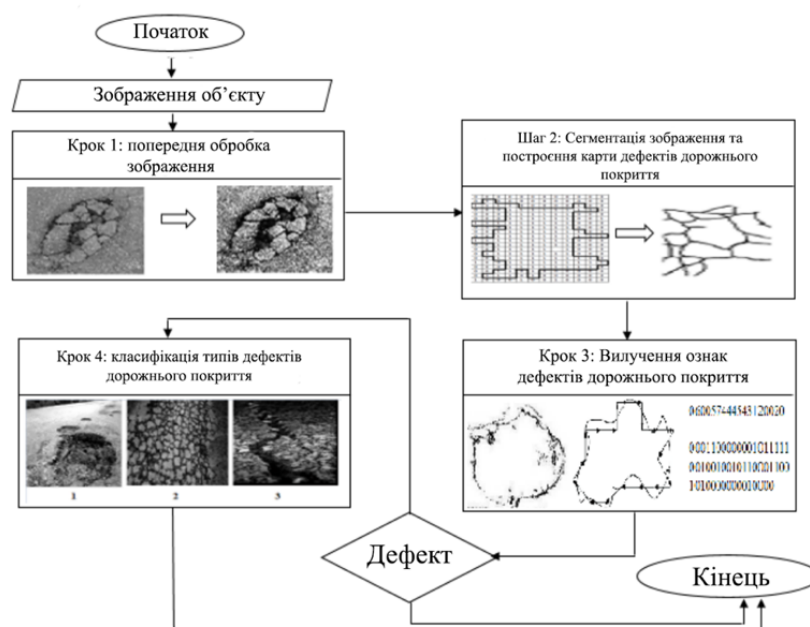 Початок
Зображення об’єкту
Крок 1: попередня обробка
зображення
Шаг 2: Сегментація зображення та
построєння карти дефектів дорожнього
покриття
Крок 3: Вилучення ознак
дефектів дорожнього покриття
060057444543120020
Крок 4: класифікація типів дефектів
дорожнього покриття
1 2 3
Дефект
Кінець